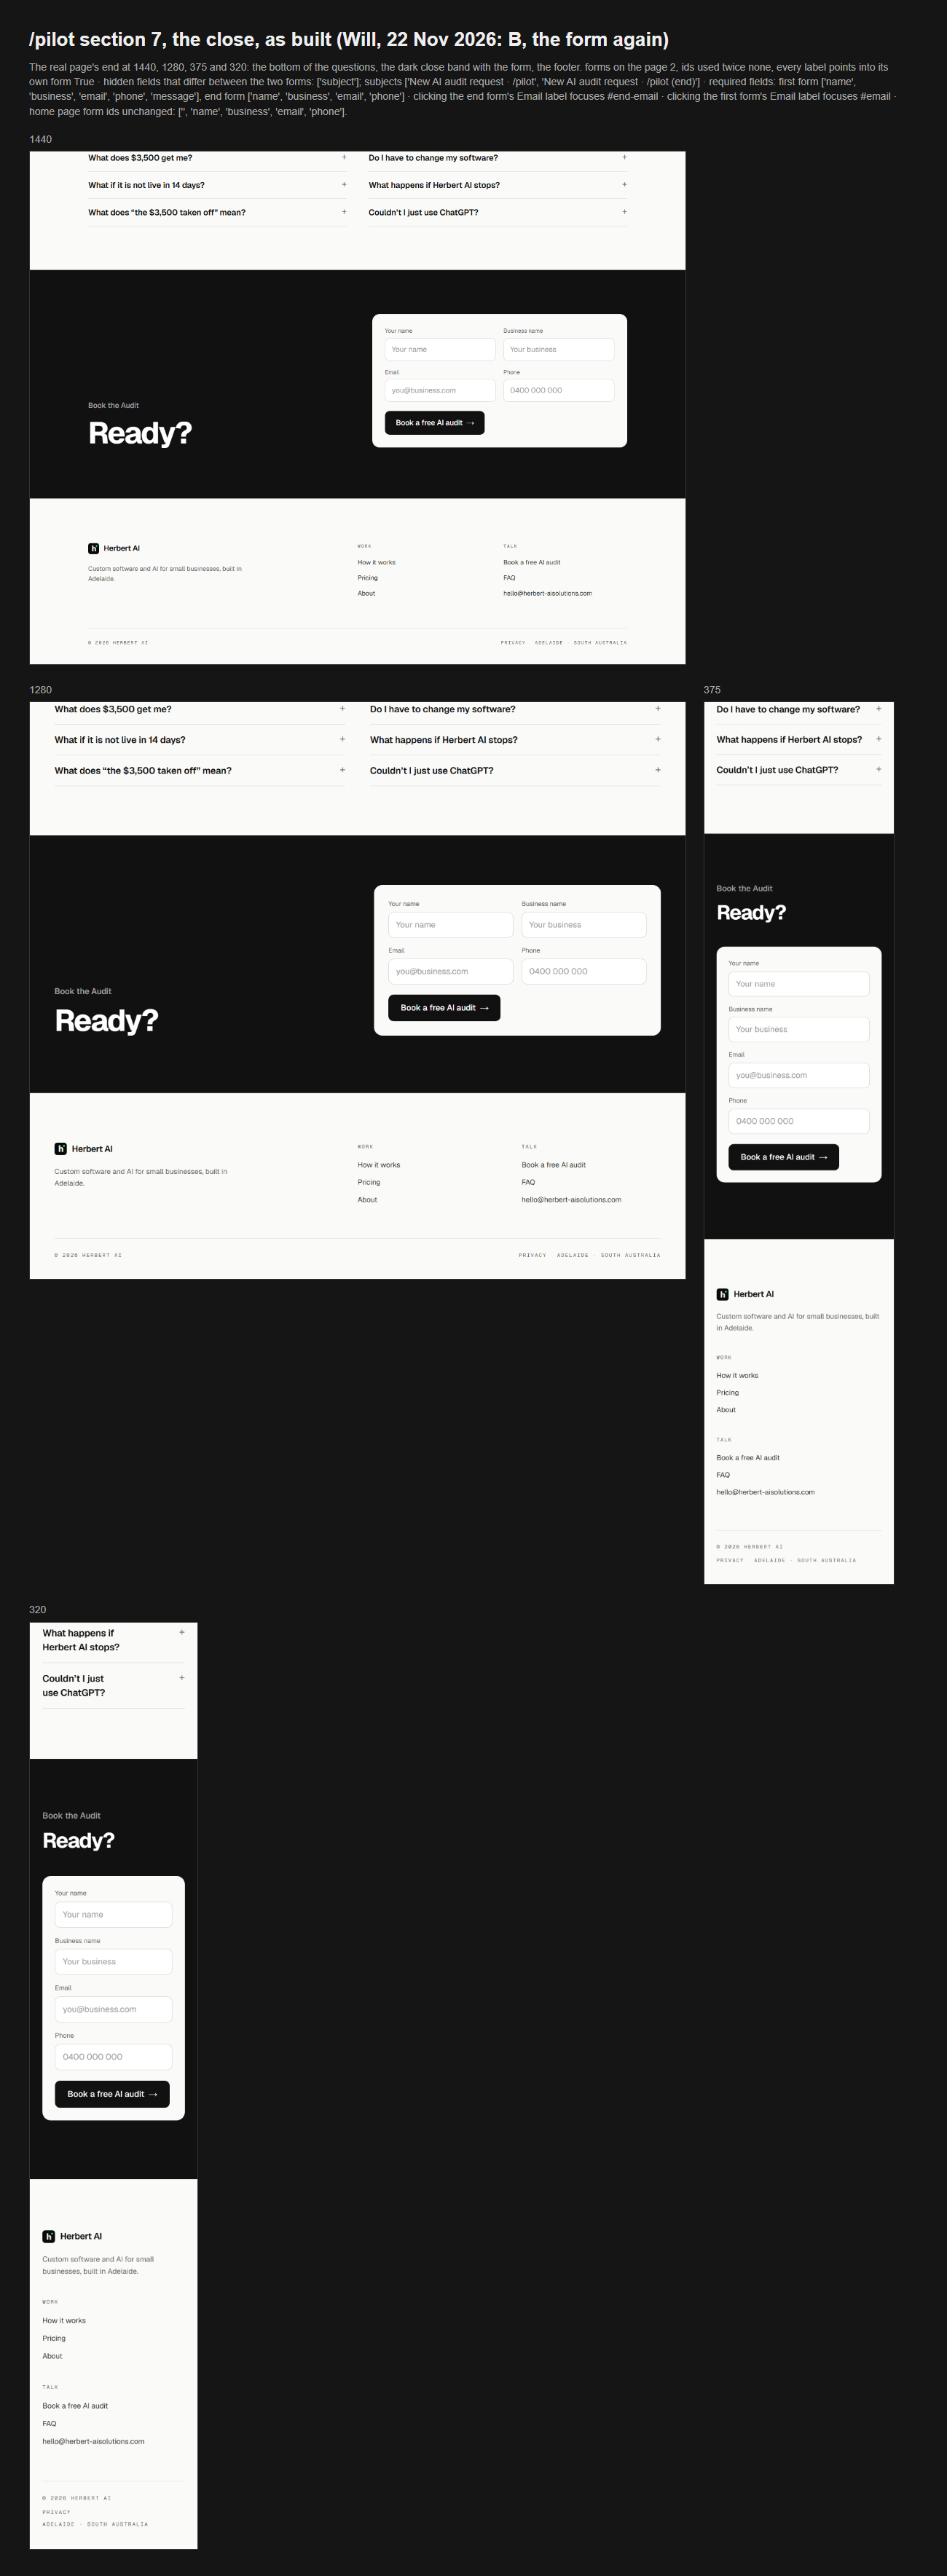 /pilot section 7, the close, as built (Will, 22 Nov 2026: B, the form again)
The real page's end at 1440, 1280, 375 and 320: the bottom of the questions, the dark close band with the form, the footer. forms on the page 2, ids used twice none, every label points into its
own form True · hidden fields that differ between the two forms: ['subject']; subjects ['New AI audit request · /pilot', 'New AI audit request · /pilot (end)'] · required fields: first form ['name',
'business', 'email', 'phone', 'message'], end form ['name', 'business', 'email', 'phone'] · clicking the end form's Email label focuses #end-email · clicking the first form's Email label focuses #email ·
home page form ids unchanged: ['', 'name', 'business', 'email', 'phone'].
1440
What does $3,500 get me? +
Do I have to change my software? +
What if it is not live in 14 days? +
What happens if Herbert AI stops? +
What does “the $3,500 taken off” mean? +
Couldn’t I just use ChatGPT? +
Book the Audit
Ready?
Your name
Business name
Your name
Your business
Email
Phone
you@business.com
0400 000 000
Book a free AI audit →
h Herbert AI
Custom software and AI for small businesses, built in
Adelaide.
WORK
How it works
Pricing
About
TALK
Book a free AI audit
FAQ
hello@herbert-aisolutions.com
© 2026 HERBERT AI
PRIVACY ADELAIDE · SOUTH AUSTRALIA
1280
What does $3,500 get me? +
Do I have to change my software? +
What if it is not live in 14 days? +
What happens if Herbert AI stops? +
What does “the $3,500 taken off” mean? +
Couldn’t I just use ChatGPT? +
Book the Audit
Ready?
Your name
Business name
Your name
Your business
Email
Phone
you@business.com
0400 000 000
Book a free AI audit →
h Herbert AI
Custom software and AI for small businesses, built in
Adelaide.
WORK
How it works
Pricing
About
TALK
Book a free AI audit
FAQ
hello@herbert-aisolutions.com
© 2026 HERBERT AI
PRIVACY ADELAIDE · SOUTH AUSTRALIA
375
Do I have to change my software? +
What happens if Herbert AI stops? +
Couldn’t I just use ChatGPT? +
Book the Audit
Ready?
Your name
Your name
Business name
Your business
Email
you@business.com
Phone
0400 000 000
Book a free AI audit →
h Herbert AI
Custom software and AI for small businesses, built
in Adelaide.
WORK
How it works
Pricing
About
TALK
Book a free AI audit
FAQ
hello@herbert-aisolutions.com
© 2026 HERBERT AI
PRIVACY ADELAIDE · SOUTH AUSTRALIA
320
What happens if +
Herbert AI stops?
Couldn’t I just +
use ChatGPT?
Book the Audit
Ready?
Your name
Your name
Business name
Your business
Email
you@business.com
Phone
0400 000 000
Book a free AI audit →
h Herbert AI
Custom software and AI for small
businesses, built in Adelaide.
WORK
How it works
Pricing
About
TALK
Book a free AI audit
FAQ
hello@herbert-aisolutions.com
© 2026 HERBERT AI
PRIVACY
ADELAIDE · SOUTH AUSTRALIA